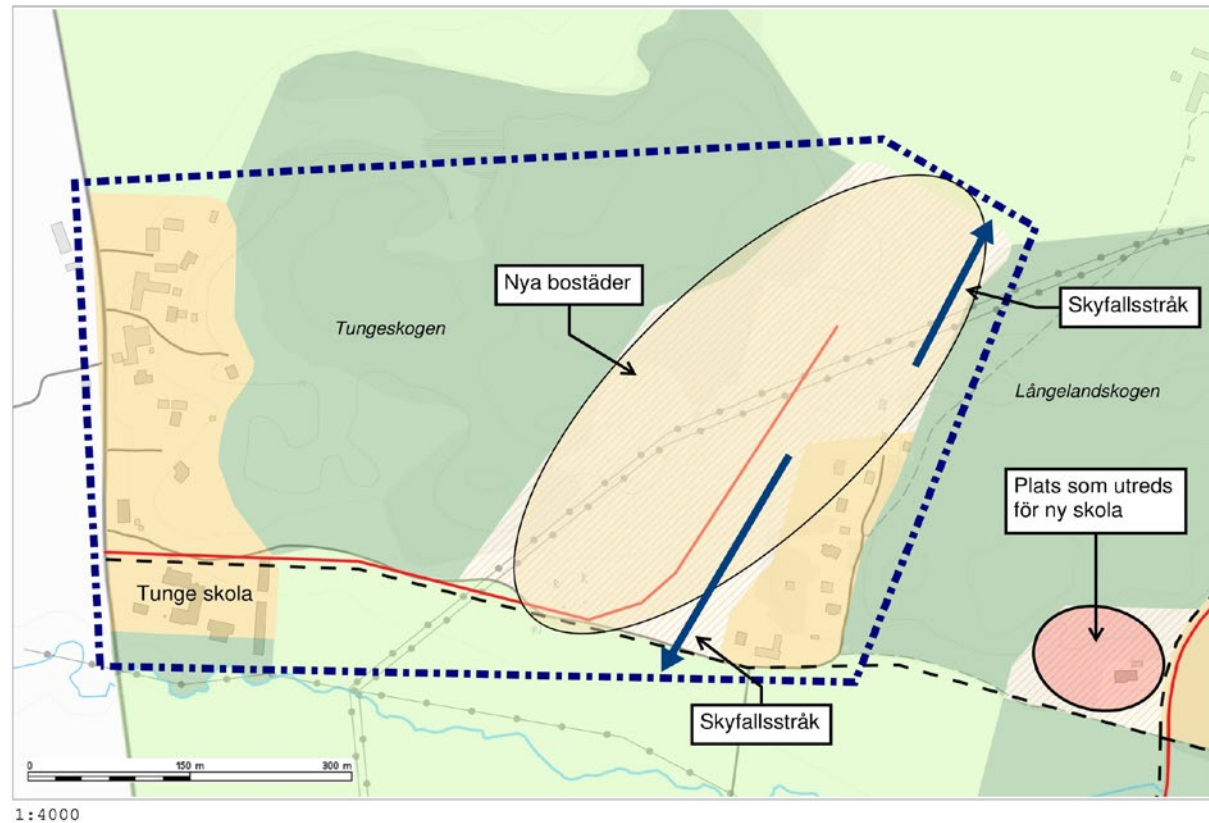 Nya bostäder
Skyfallsstråk
Tungeskogen
Långelandskogen
Plats som utreds
för ny skola
Tunge skola
Skyfallsstråk
0 150 m 300 m
1:4000